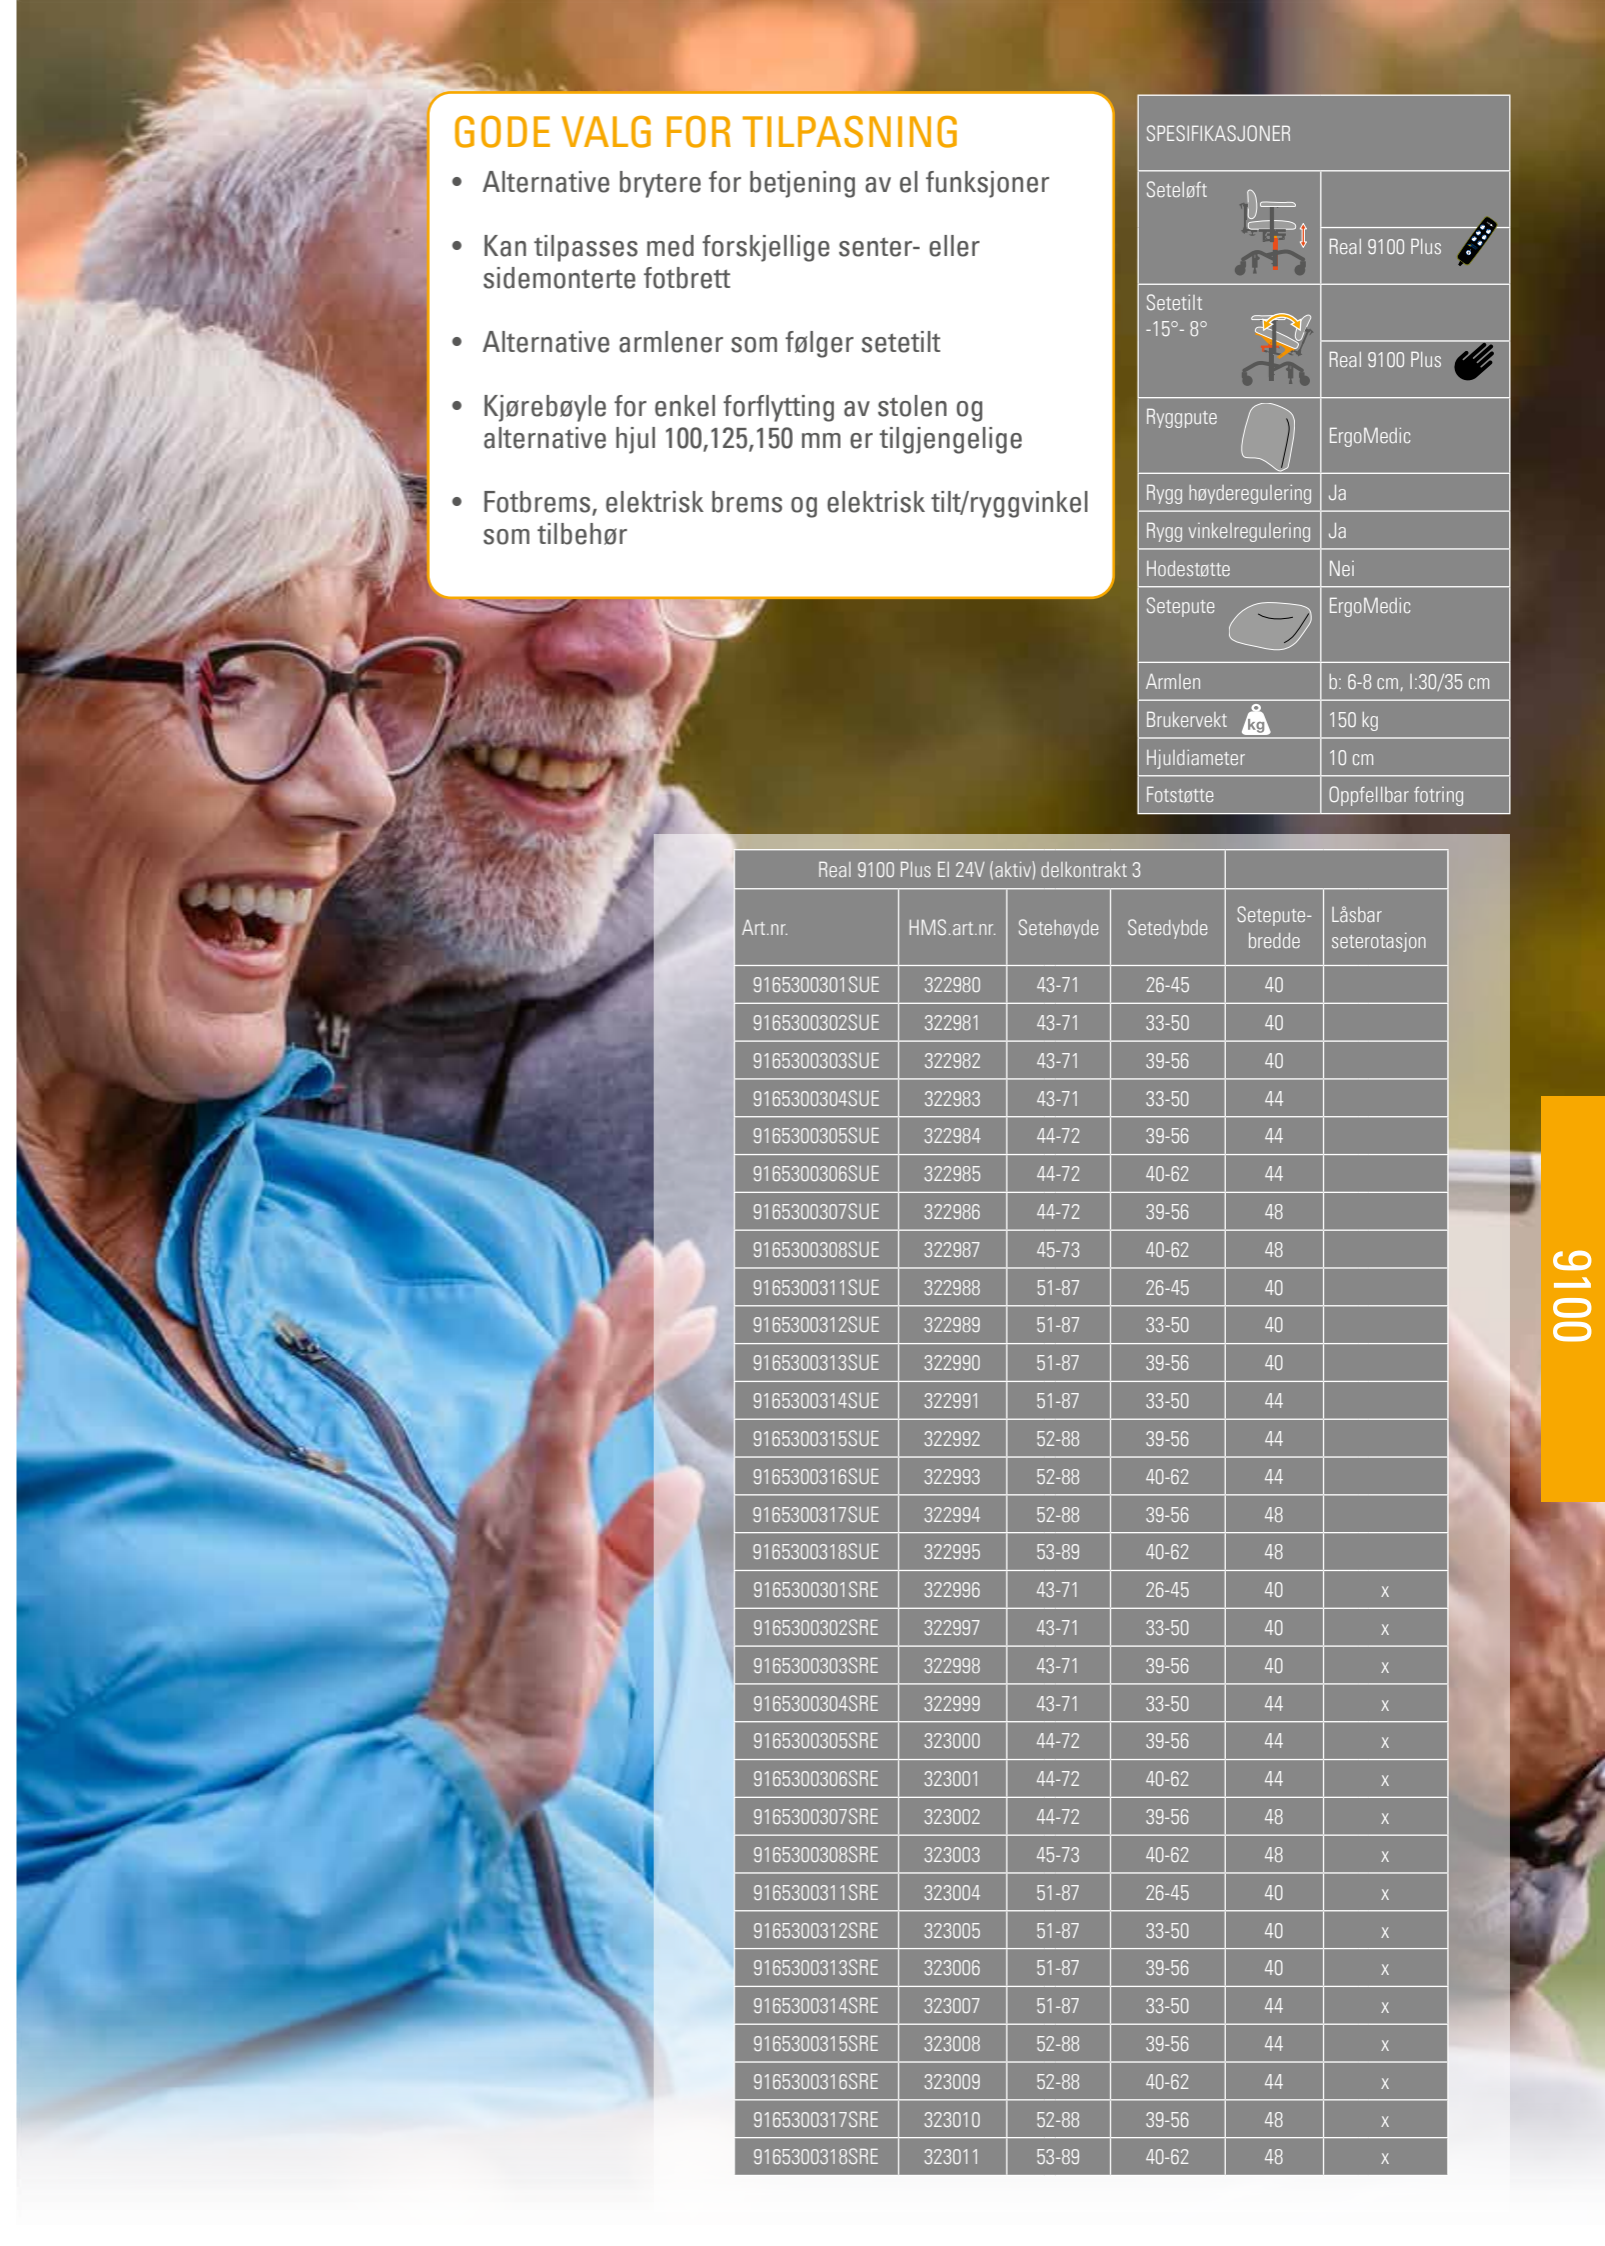 GODE VALG FOR TILPASNING
• Alternative brytere for betjening av el funksjoner
• Kan tilpasses med forskjellige senter- eller
sidemonterte fotbrett
• Alternative armlener som følger setetilt
• Kjørebøyle for enkel forflytting av stolen og
alternative hjul 100,125,150 mm er tilgjengelige
• Fotbrems, elektrisk brems og elektrisk tilt/ryggvinkel
som tilbehør
SPESIFIKASJONER
Seteløft
Real 9100 Plus
Setetilt
-15°- 8°
Real 9100 Plus
Ryggpute ErgoMedic
Rygg høyderegulering Ja
Rygg vinkelregulering Ja
Hodestøtte Nei
Setepute ErgoMedic
Armlen b: 6-8 cm, l:30/35 cm
Brukervekt kg 150 kg
Hjuldiameter 10 cm
Fotstøtte Oppfellbar fotring
Real 9100 Plus El 24V (aktiv) delkontrakt 3
Art.nr. HMS.art.nr. Setehøyde Setedybde Setepute-
bredde Låsbar
seterotasjon
9165300301SUE 322980 43-71 26-45 40
9165300302SUE 322981 43-71 33-50 40
9165300303SUE 322982 43-71 39-56 40
9165300304SUE 322983 43-71 33-50 44
9165300305SUE 322984 44-72 39-56 44
9165300306SUE 322985 44-72 40-62 44
9165300307SUE 322986 44-72 39-56 48
9165300308SUE 322987 45-73 40-62 48
9165300311SUE 322988 51-87 26-45 40
9165300312SUE 322989 51-87 33-50 40
9165300313SUE 322990 51-87 39-56 40
9165300314SUE 322991 51-87 33-50 44
9165300315SUE 322992 52-88 39-56 44
9165300316SUE 322993 52-88 40-62 44
9165300317SUE 322994 52-88 39-56 48
9165300318SUE 322995 53-89 40-62 48
9165300301SRE 322996 43-71 26-45 40 x
9165300302SRE 322997 43-71 33-50 40 x
9165300303SRE 322998 43-71 39-56 40 x
9165300304SRE 322999 43-71 33-50 44 x
9165300305SRE 323000 44-72 39-56 44 x
9165300306SRE 323001 44-72 40-62 44 x
9165300307SRE 323002 44-72 39-56 48 x
9165300308SRE 323003 45-73 40-62 48 x
9165300311SRE 323004 51-87 26-45 40 x
9165300312SRE 323005 51-87 33-50 40 x
9165300313SRE 323006 51-87 39-56 40 x
9165300314SRE 323007 51-87 33-50 44 x
9165300315SRE 323008 52-88 39-56 44 x
9165300316SRE 323009 52-88 40-62 44 x
9165300317SRE 323010 52-88 39-56 48 x
9165300318SRE 323011 53-89 40-62 48 x
9100